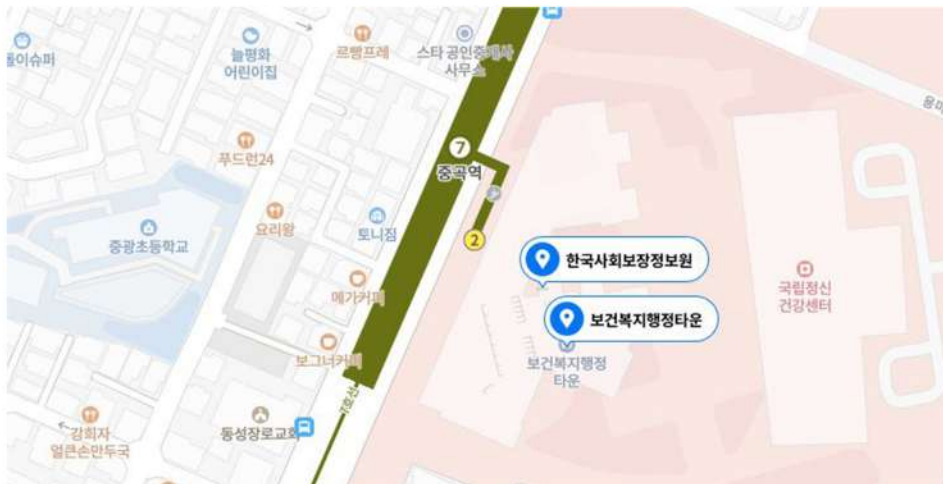 늘평화
어린이집
르빵프레
스타 공인중개사
사무소
푸드런24
7
중곡역
2
요리왕
토니짐
중광초등학교
한국사회보장정보원
국립정신
건강센터
메가커피
보건복지행정타운
보그너커피
보건복지행정
타운
7호선
동성장로교회
강희자
얼큰손만두국